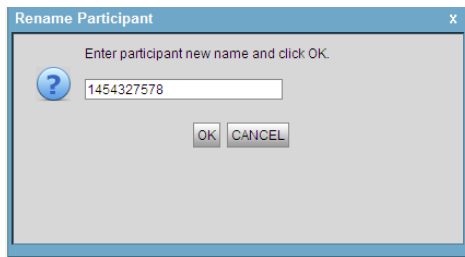 Rename Participant x
Enter participant new name and click OK.
?
1454327578
OK CANCEL